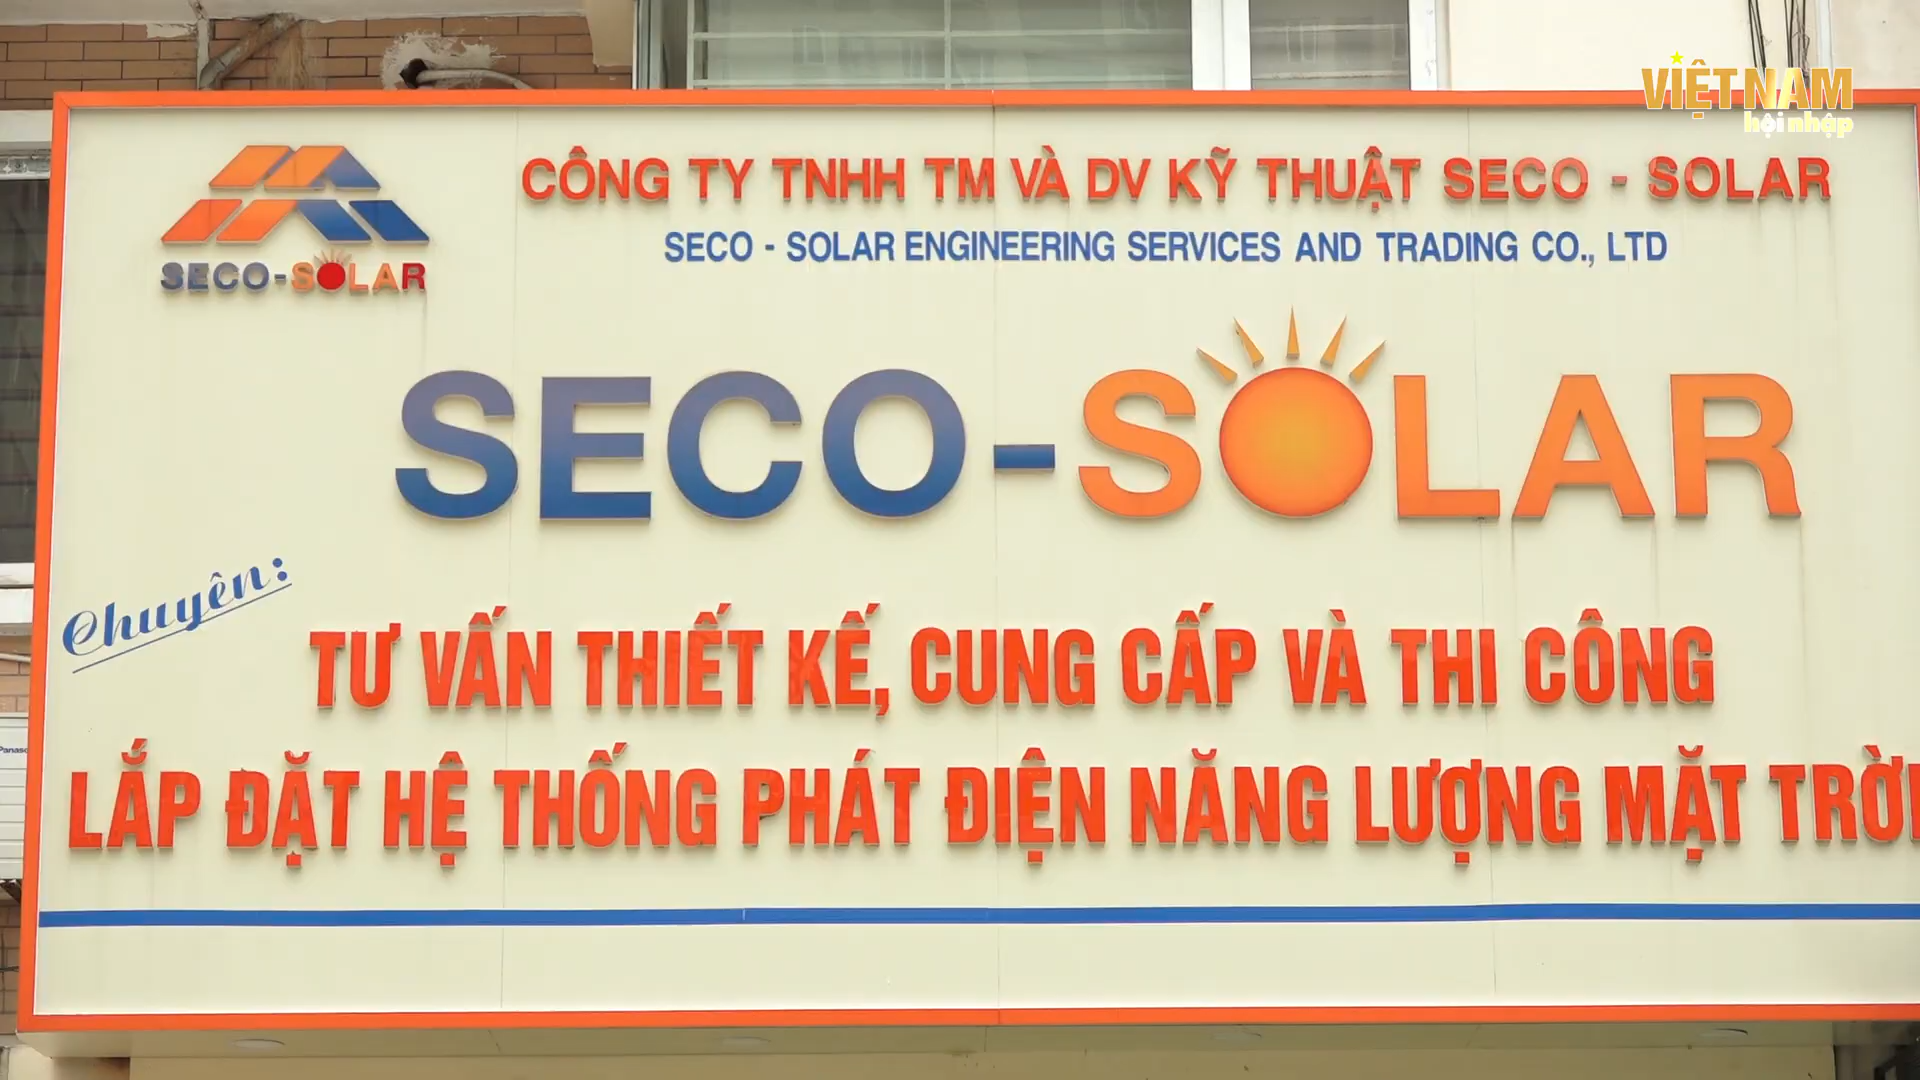 VIỆT NAM
hội nhập
CÔNG TY TNHH TM VÀ DV KỸ THUẬT SECO - SOLAR
SECO - SOLAR ENGINEERING SERVICES AND TRADING CO., LTD
SECO-SOLAR
SECO-SOLAR
Chuyên:
TƯ VẤN THIẾT KẾ, CUNG CẤP VÀ THI CÔNG
LẮP ĐẶT HỆ THỐNG PHÁT ĐIỆN NĂNG LƯỢNG MẶT TRỜI